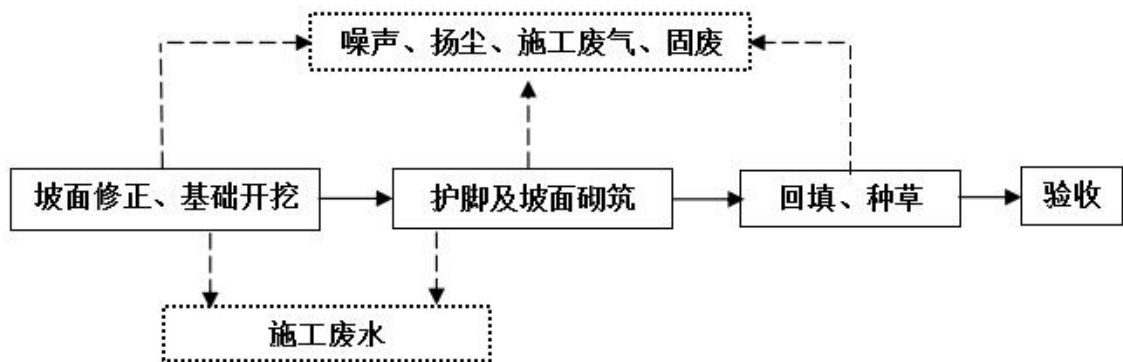 噪声、扬尘、施工废气、固废
坡面修正、基础开挖
护脚及坡面砌筑
回填、种草
验收
施工废水